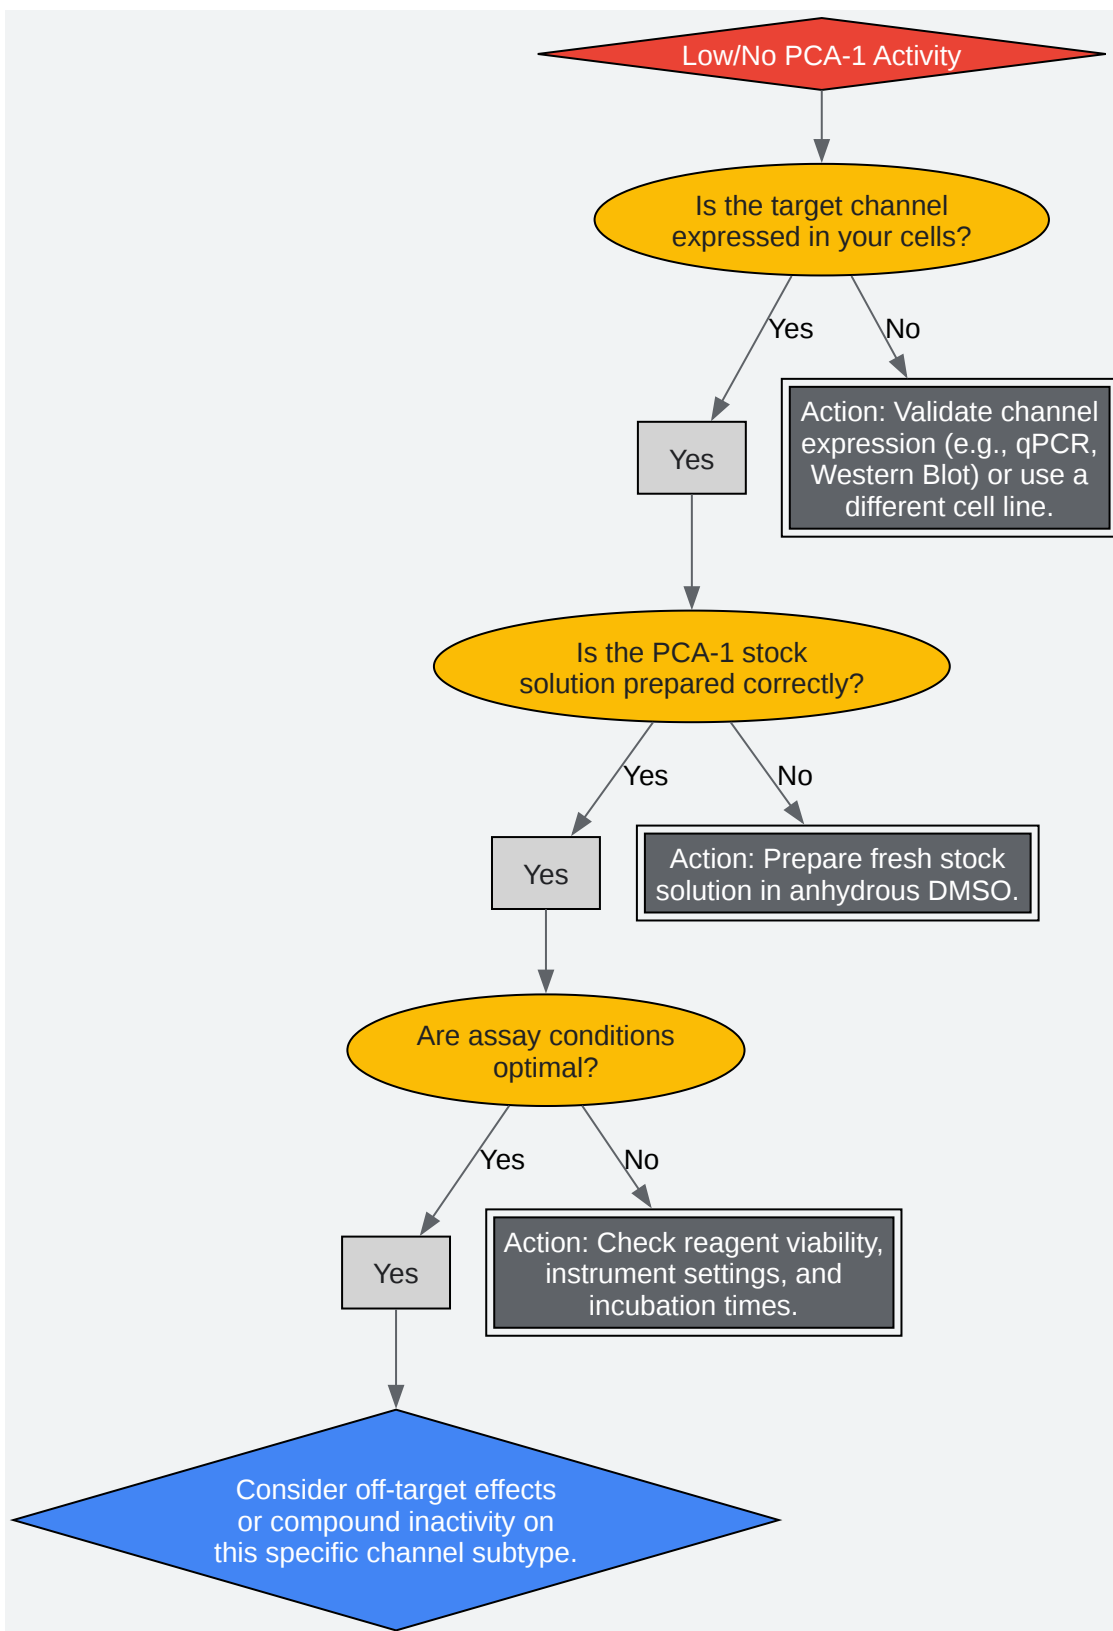 Low/No PCA-1 Activity
Is the target channel
expressed in your cells?
Yes
No
Action: Validate channel
expression (e.g., qPCR,
Western Blot) or use a
different cell line.
Yes
Is the PCA-1 stock
solution prepared correctly?
Yes
No
Action: Prepare fresh stock
solution in anhydrous DMSO.
Yes
Are assay conditions
optimal?
Yes
No
Action: Check reagent viability,
instrument settings, and
incubation times.
Yes
Consider off-target effects
or compound inactivity on
this specific channel subtype.